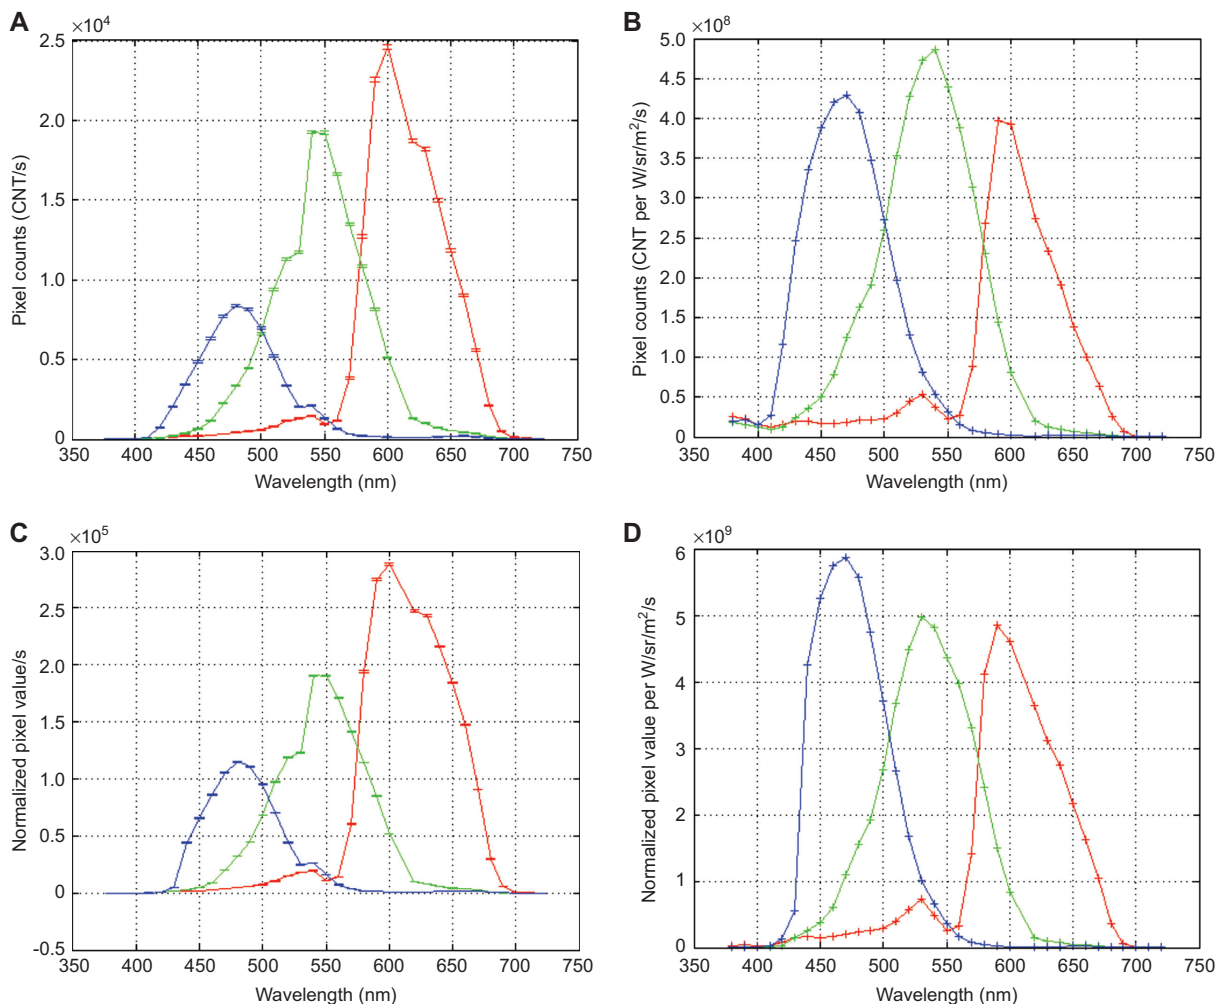 A
×10⁴
2.5
2.0
1.5
1.0
0.5
0
350 400 450 500 550 600 650 700 750
Pixel counts (CNT/s)
Wavelength (nm)
B
×10⁸
5.0
4.5
4.0
3.5
3.0
2.5
2.0
1.5
1.0
0.5
0
350 400 450 500 550 600 650 700 750
Pixel counts (CNT per W/sr/m²/s)
Wavelength (nm)
C
×10⁵
3.0
2.5
2.0
1.5
1.0
0.5
0
-0.5
350 400 450 500 550 600 650 700 750
Normalized pixel value/s
Wavelength (nm)
D
×10⁹
6
5
4
3
2
1
0
350 400 450 500 550 600 650 700 750
Normalized pixel value per W/sr/m²/s
Wavelength (nm)